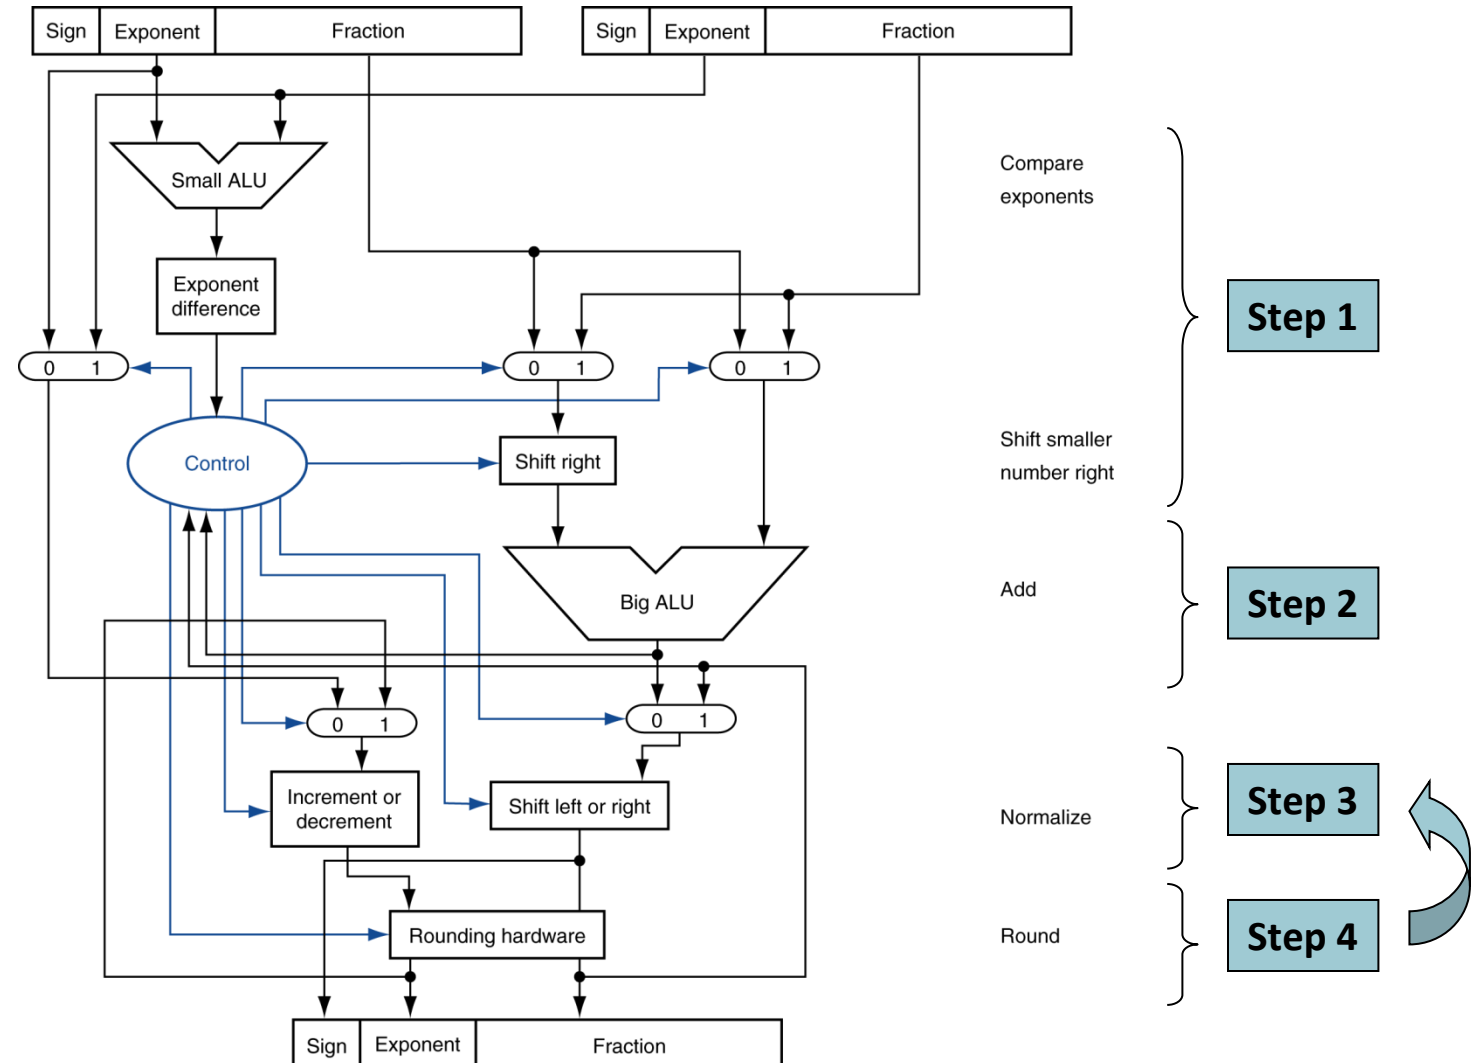 Sign Exponent Fraction Sign Exponent Fraction
Small ALU
Compare
exponents
Exponent
difference
Step 1
0 1 0 1 0 1
Control
Shift right
Shift smaller
number right
Big ALU
Add
Step 2
0 1 0 1
Increment or
decrement
Shift left or right
Normalize
Step 3
Rounding hardware
Round
Step 4
Sign Exponent Fraction